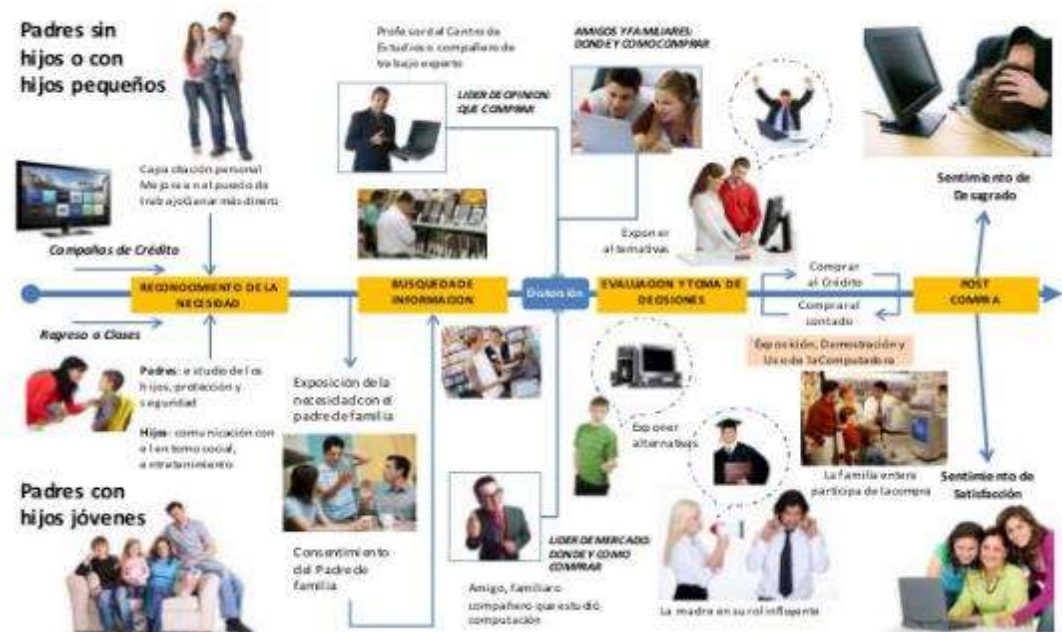 Padres sin
hijos o con
hijos pequeños
Capacitación personal
Mejorar en el puesto de
trabajo Ganar más dinero
Campañas de Crédito
RECONOCIMIENTO DE LA
NECESIDAD
Regreso a Clases
Padres: estudio de los
hijos, protección y
seguridad
Hijos: comunicación con
el entorno social,
entretenimiento
Padres con
hijos jóvenes
Profesor del Centro de
Estudios o compañero de
trabajo experto
LIDER DE OPINION:
QUE COMPRAR
BUSQUEDA DE
INFORMACION
Exposición de la
necesidad con el
padre de familia
Consentimiento
del Padre de
familia
Distorsión
AMIGOS Y FAMILIARES:
DONDE Y COMO COMPRAR
Exponer
alternativas
EVALUACION Y TOMA DE
DECISIONES
Exponer
alternativas
LIDER DE MERCADO:
DONDE Y COMO
COMPRAR
Amigo, familiar o
compañero que estudió
computación
La madre en su rol influyente
Comprar
al Crédito
Comprar al
contado
Exposición, Demostración y
Uso de la Computadora
La familia entera
participa de la compra
Sentimiento de
Desagrado
POST
COMPRA
Sentimiento de
Satisfacción